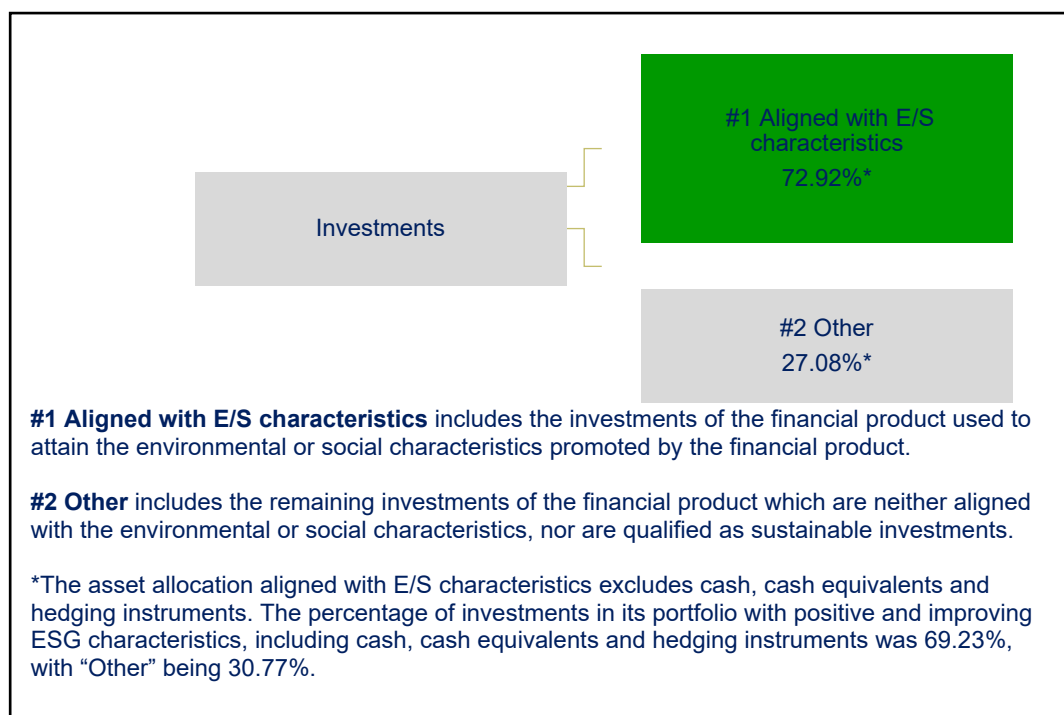 #1 Aligned with E/S
characteristics
72.92%*
Investments
#2 Other
27.08%*
#1 Aligned with E/S characteristics includes the investments of the financial product used to
attain the environmental or social characteristics promoted by the financial product.
#2 Other includes the remaining investments of the financial product which are neither aligned
with the environmental or social characteristics, nor are qualified as sustainable investments.
*The asset allocation aligned with E/S characteristics excludes cash, cash equivalents and
hedging instruments. The percentage of investments in its portfolio with positive and improving
ESG characteristics, including cash, cash equivalents and hedging instruments was 69.23%,
with “Other” being 30.77%.